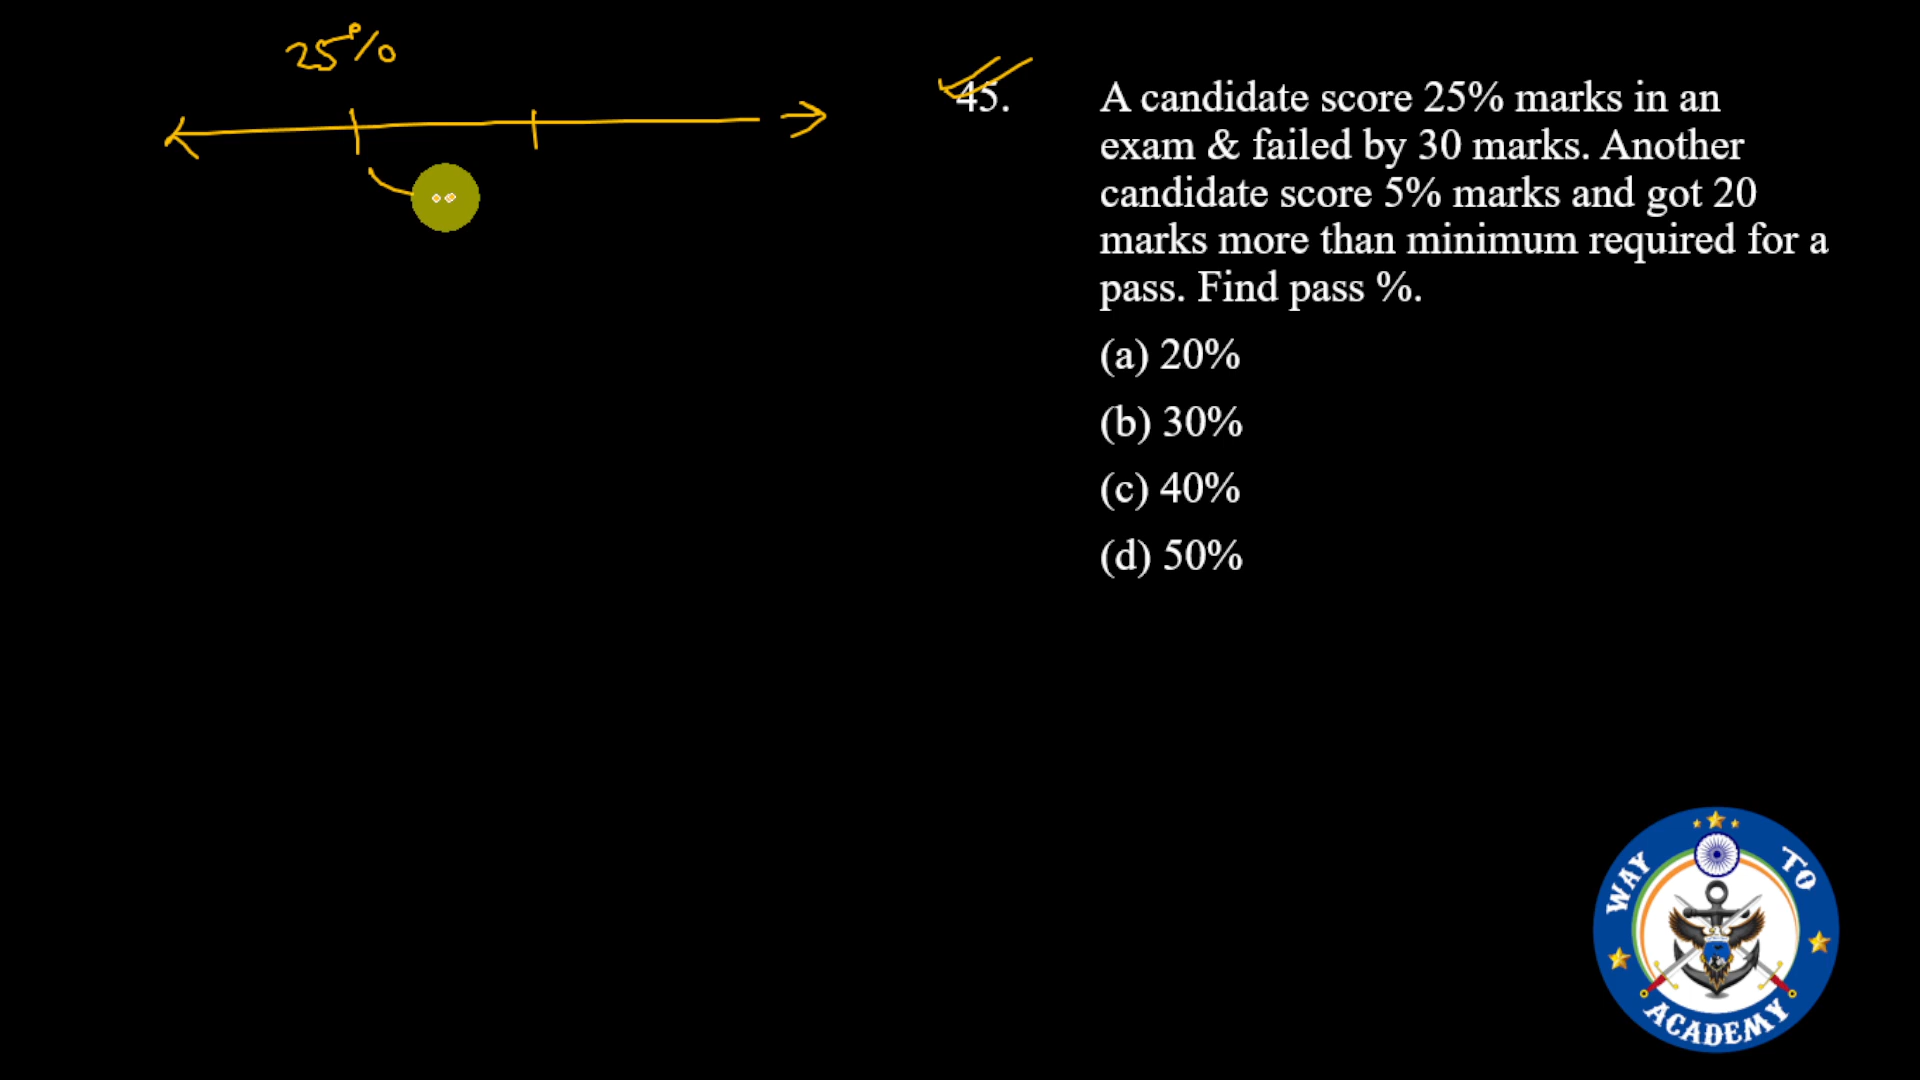 25%
45.
A candidate score 25% marks in an
exam & failed by 30 marks. Another
candidate score 5% marks and got 20
marks more than minimum required for a
pass. Find pass %.
(a) 20%
(b) 30%
(c) 40%
(d) 50%
WAY TO
ACADEMY